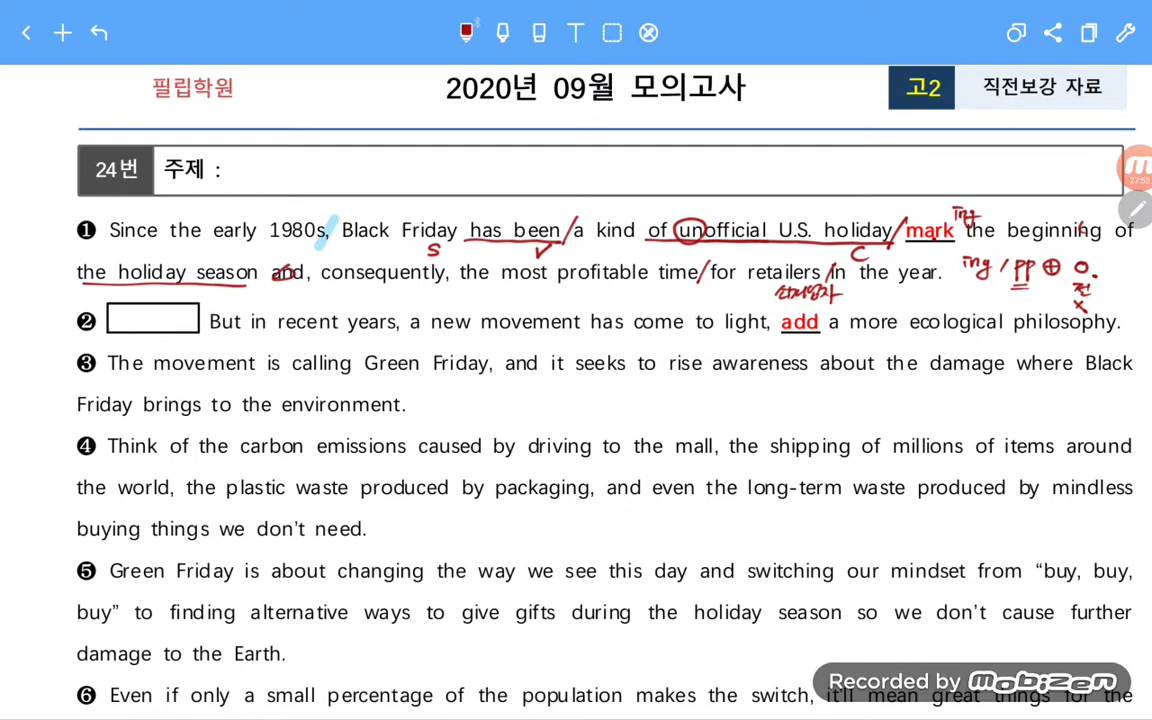 필립학원 2020년 09월 모의고사 고2 직전보강 자료
24번 주제 :
ing
❶ Since the early 1980s, Black Friday has been/ a kind of unofficial U.S. holiday/ mark the beginning of
S V C
the holiday season and, consequently, the most profitable time/ for retailers/ in the year. ing / pp ⊕ o.
전
x
❷ But in recent years, a new movement has come to light, add a more ecological philosophy.
❸ The movement is calling Green Friday, and it seeks to rise awareness about the damage where Black
Friday brings to the environment.
❹ Think of the carbon emissions caused by driving to the mall, the shipping of millions of items around
the world, the plastic waste produced by packaging, and even the long-term waste produced by mindless
buying things we don't need.
❺ Green Friday is about changing the way we see this day and switching our mindset from “buy, buy,
buy” to finding alternative ways to give gifts during the holiday season so we don't cause further
damage to the Earth.
❻ Even if only a small percentage of the population makes the switch, it'll mean great things for the
Recorded by mobizen
27:52